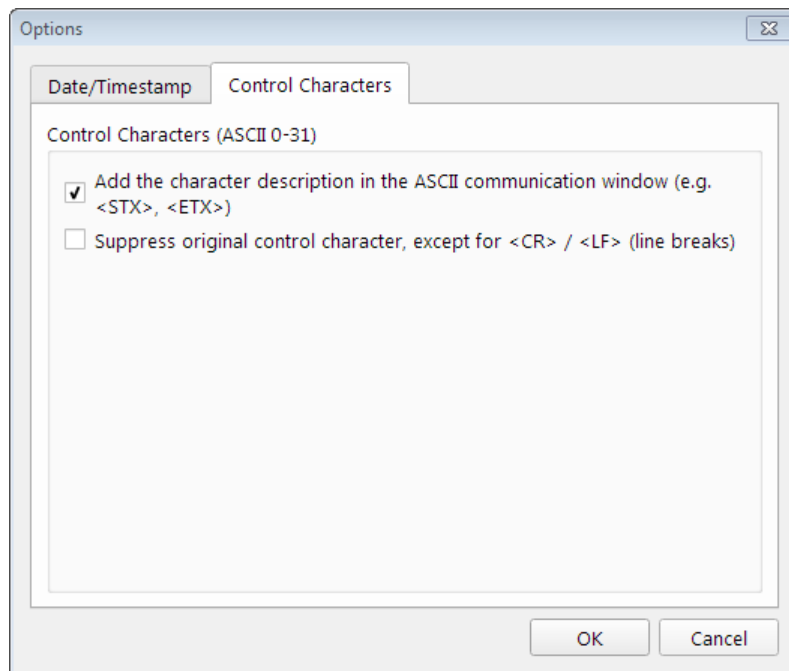 Options
Date/Timestamp
Control Characters
Control Characters (ASCII 0-31)
Add the character description in the ASCII communication window (e.g.
<STX>, <ETX>)
Suppress original control character, except for <CR> / <LF> (line breaks)
OK
Cancel